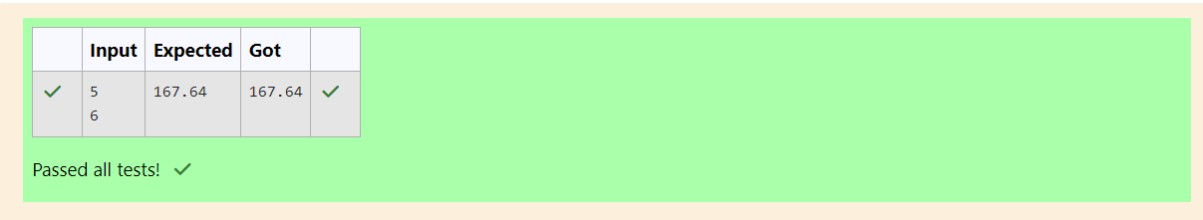 Input Expected Got
5 167.64 167.64
6
Passed all tests!